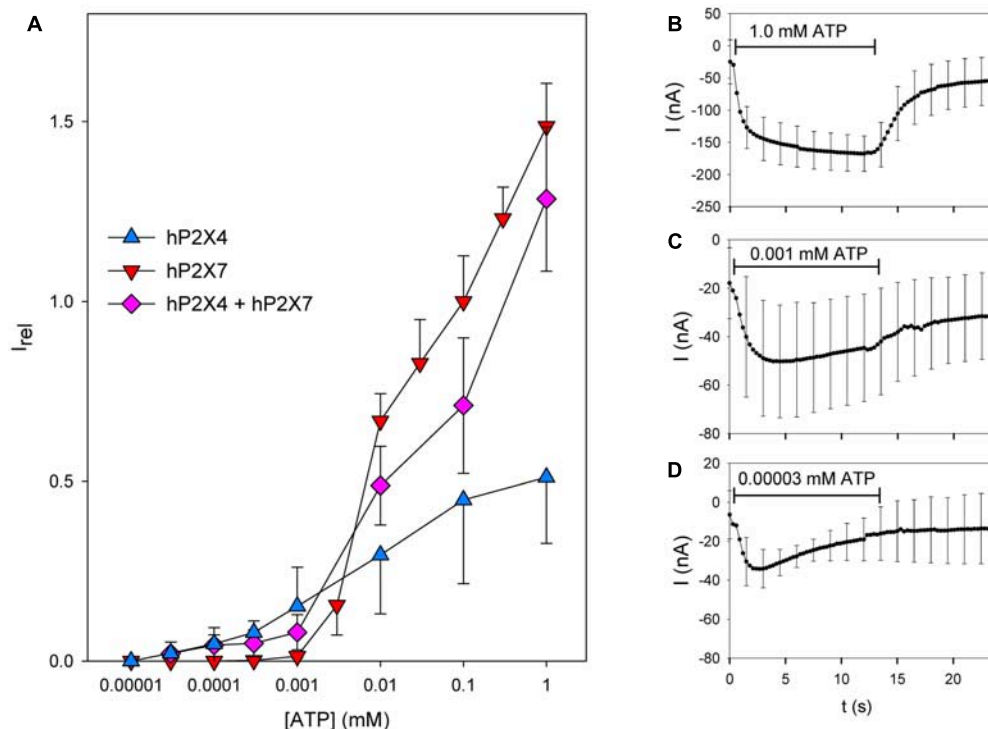 A
1.5
1.0
0.5
0.0
I_rel
hP2X4
hP2X7
hP2X4 + hP2X7
0.00001 0.0001 0.001 0.01 0.1 1
[ATP] (mM)
B
1.0 mM ATP
50
0
-50
-100
-150
-200
-250
I (nA)
C
0.001 mM ATP
0
-20
-40
-60
-80
I (nA)
D
0.00003 mM ATP
20
0
-20
-40
-60
-80
I (nA)
0 5 10 15 20
t (s)